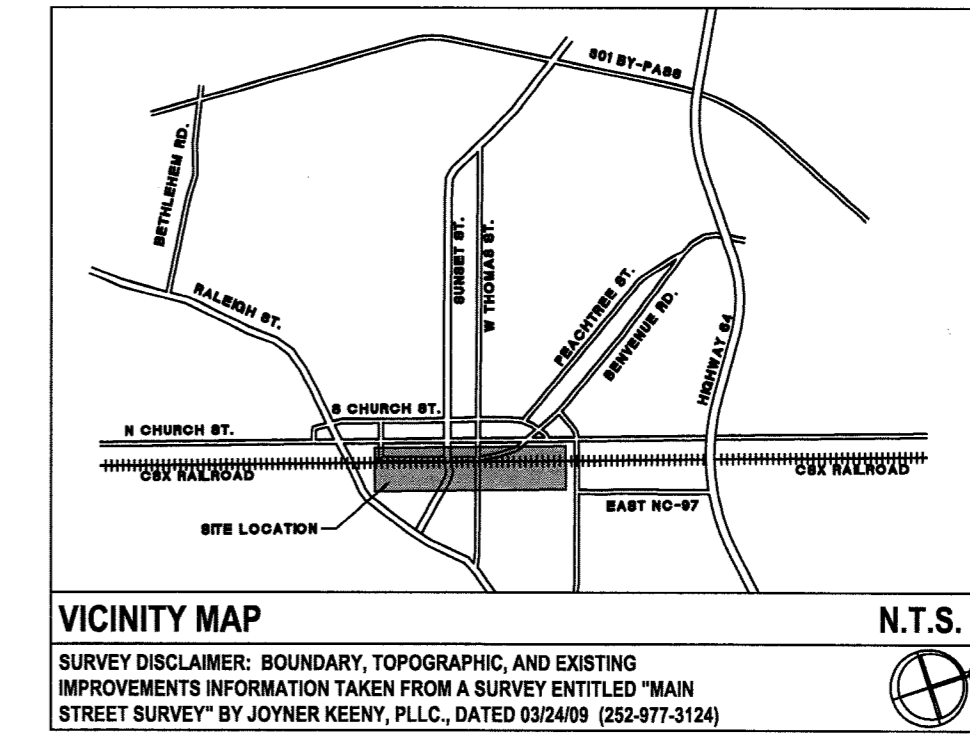 301 BY-PASS
BETHLEHEM RD.
RALEIGH ST.
SUNSET ST.
W THOMAS ST.
PEACHTREE ST.
BENVENUE RD.
HIGHWAY 64
S CHURCH ST.
N CHURCH ST.
CSX RAILROAD
CSX RAILROAD
EAST NC-97
SITE LOCATION
VICINITY MAP
N.T.S.
SURVEY DISCLAIMER: BOUNDARY, TOPOGRAPHIC, AND EXISTING
IMPROVEMENTS INFORMATION TAKEN FROM A SURVEY ENTITLED "MAIN
STREET SURVEY" BY JOYNER KEENY, PLLC., DATED 03/24/09 (252-977-3124)